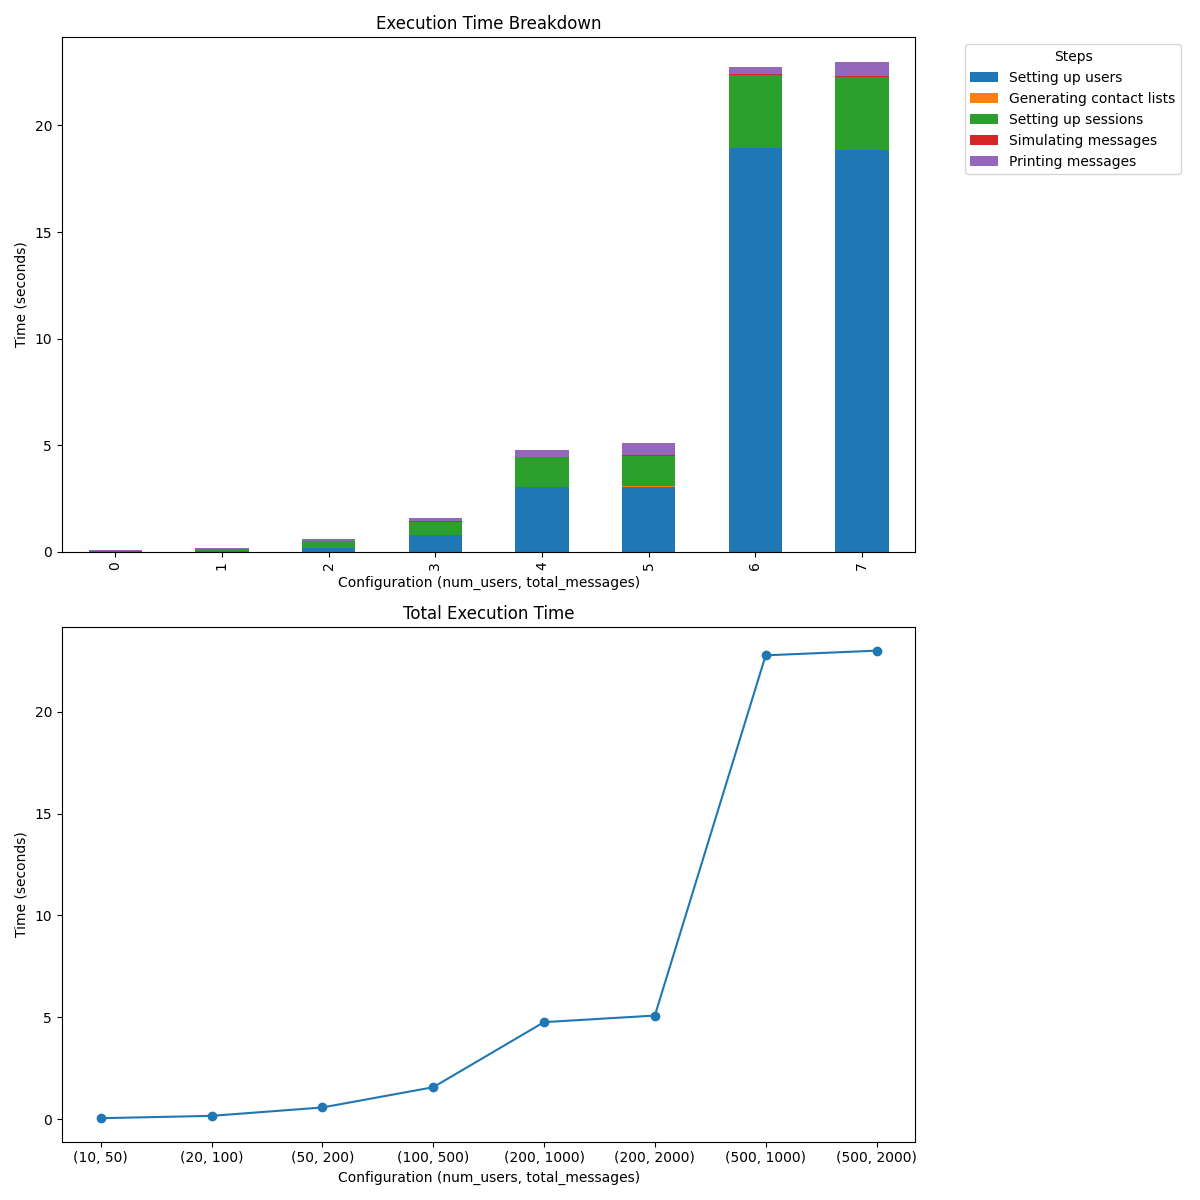 Execution Time Breakdown
Time (seconds)
20
15
10
5
0
0 1 2 3 4 5 6 7
Configuration (num_users, total_messages)
Steps
Setting up users
Generating contact lists
Setting up sessions
Simulating messages
Printing messages
Total Execution Time
Time (seconds)
20
15
10
5
0
(10, 50) (20, 100) (50, 200) (100, 500) (200, 1000) (200, 2000) (500, 1000) (500, 2000)
Configuration (num_users, total_messages)